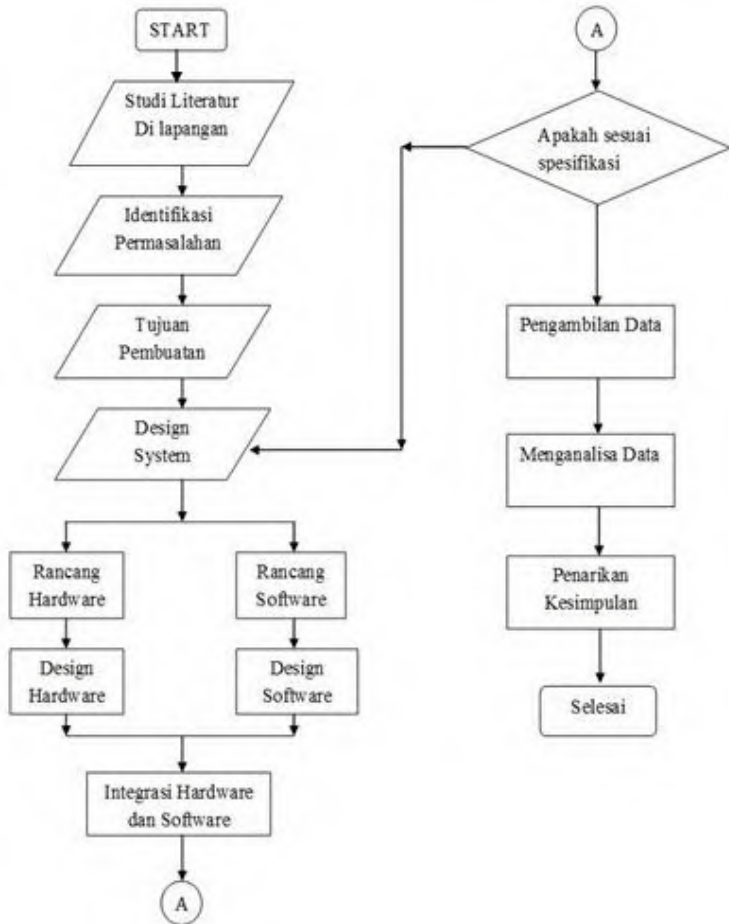 START
Studi Literatur
Di lapangan
Identifikasi
Permasalahan
Tujuan
Pembuatan
Design
System
Rancang
Hardware
Rancang
Software
Design
Hardware
Design
Software
Integrasi Hardware
dan Software
A
A
Apakah sesuai
spesifikasi
Pengambilan Data
Menganalisa Data
Penarikan
Kesimpulan
Selesai